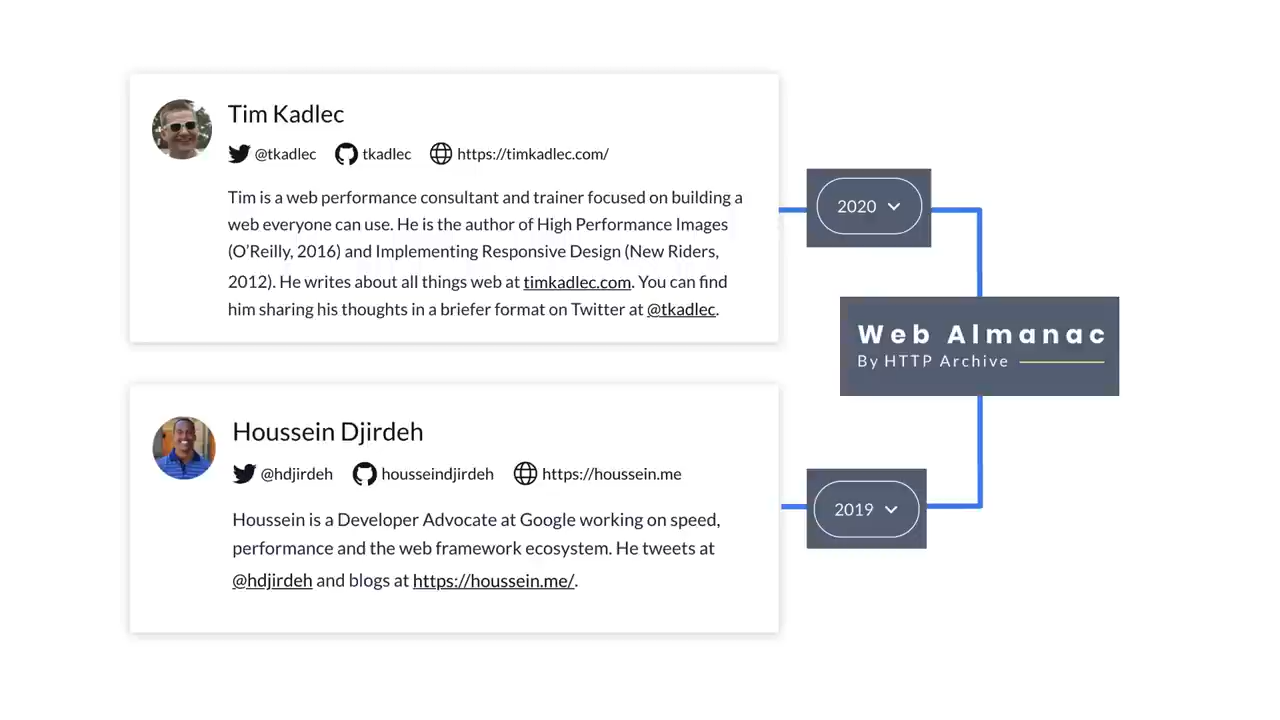 Tim Kadlec
@tkadlec tkadlec https://timkadlec.com/
Tim is a web performance consultant and trainer focused on building a
web everyone can use. He is the author of High Performance Images
(O’Reilly, 2016) and Implementing Responsive Design (New Riders,
2012). He writes about all things web at timkadlec.com. You can find
him sharing his thoughts in a briefer format on Twitter at @tkadlec.
2020
Web Almanac
By HTTP Archive
Houssein Djirdeh
@hdjirdeh housseindjirdeh https://houssein.me
Houssein is a Developer Advocate at Google working on speed,
performance and the web framework ecosystem. He tweets at
@hdjirdeh and blogs at https://houssein.me/.
2019